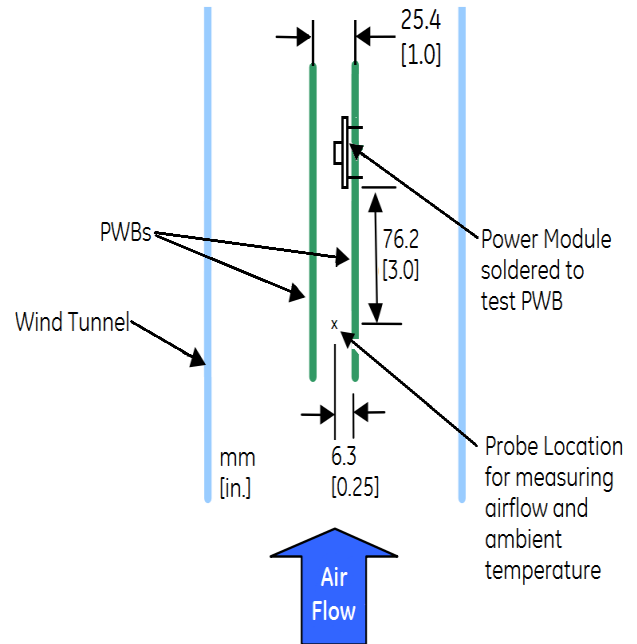 25.4
[1.0]
PWBs
76.2
[3.0]
Power Module
soldered to
test PWB
Wind Tunnel
x
mm
[in.]
6.3
[0.25]
Probe Location
for measuring
airflow and
ambient
temperature
Air
Flow